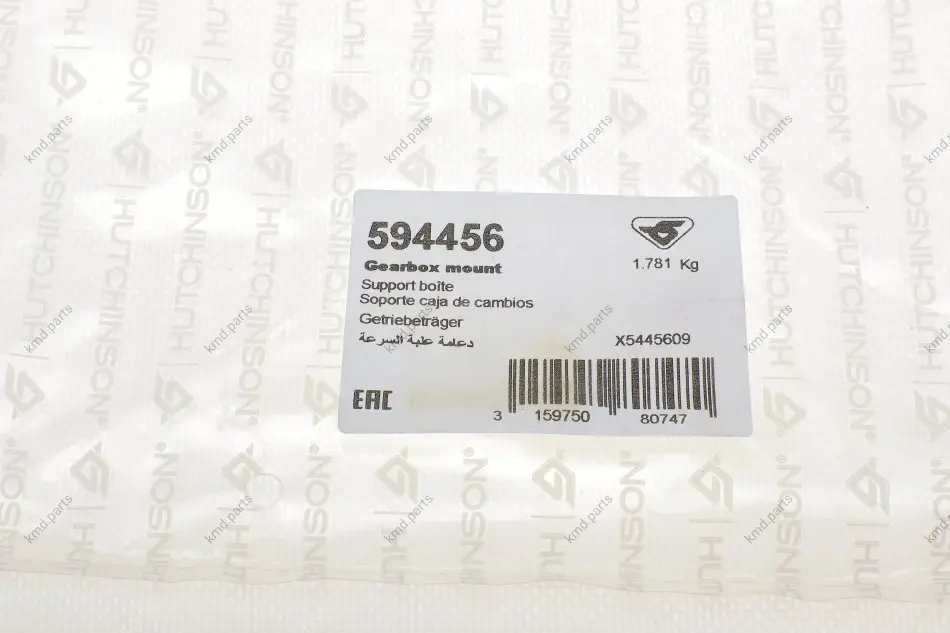 594456
Gearbox mount
1.781 Kg
Support boîte
Soporte caja de cambios
Getriebeträger
دعامة علبة السرعة
X5445609
EAC
3 159750 80747
HUTCHINSON®
kmd.parts